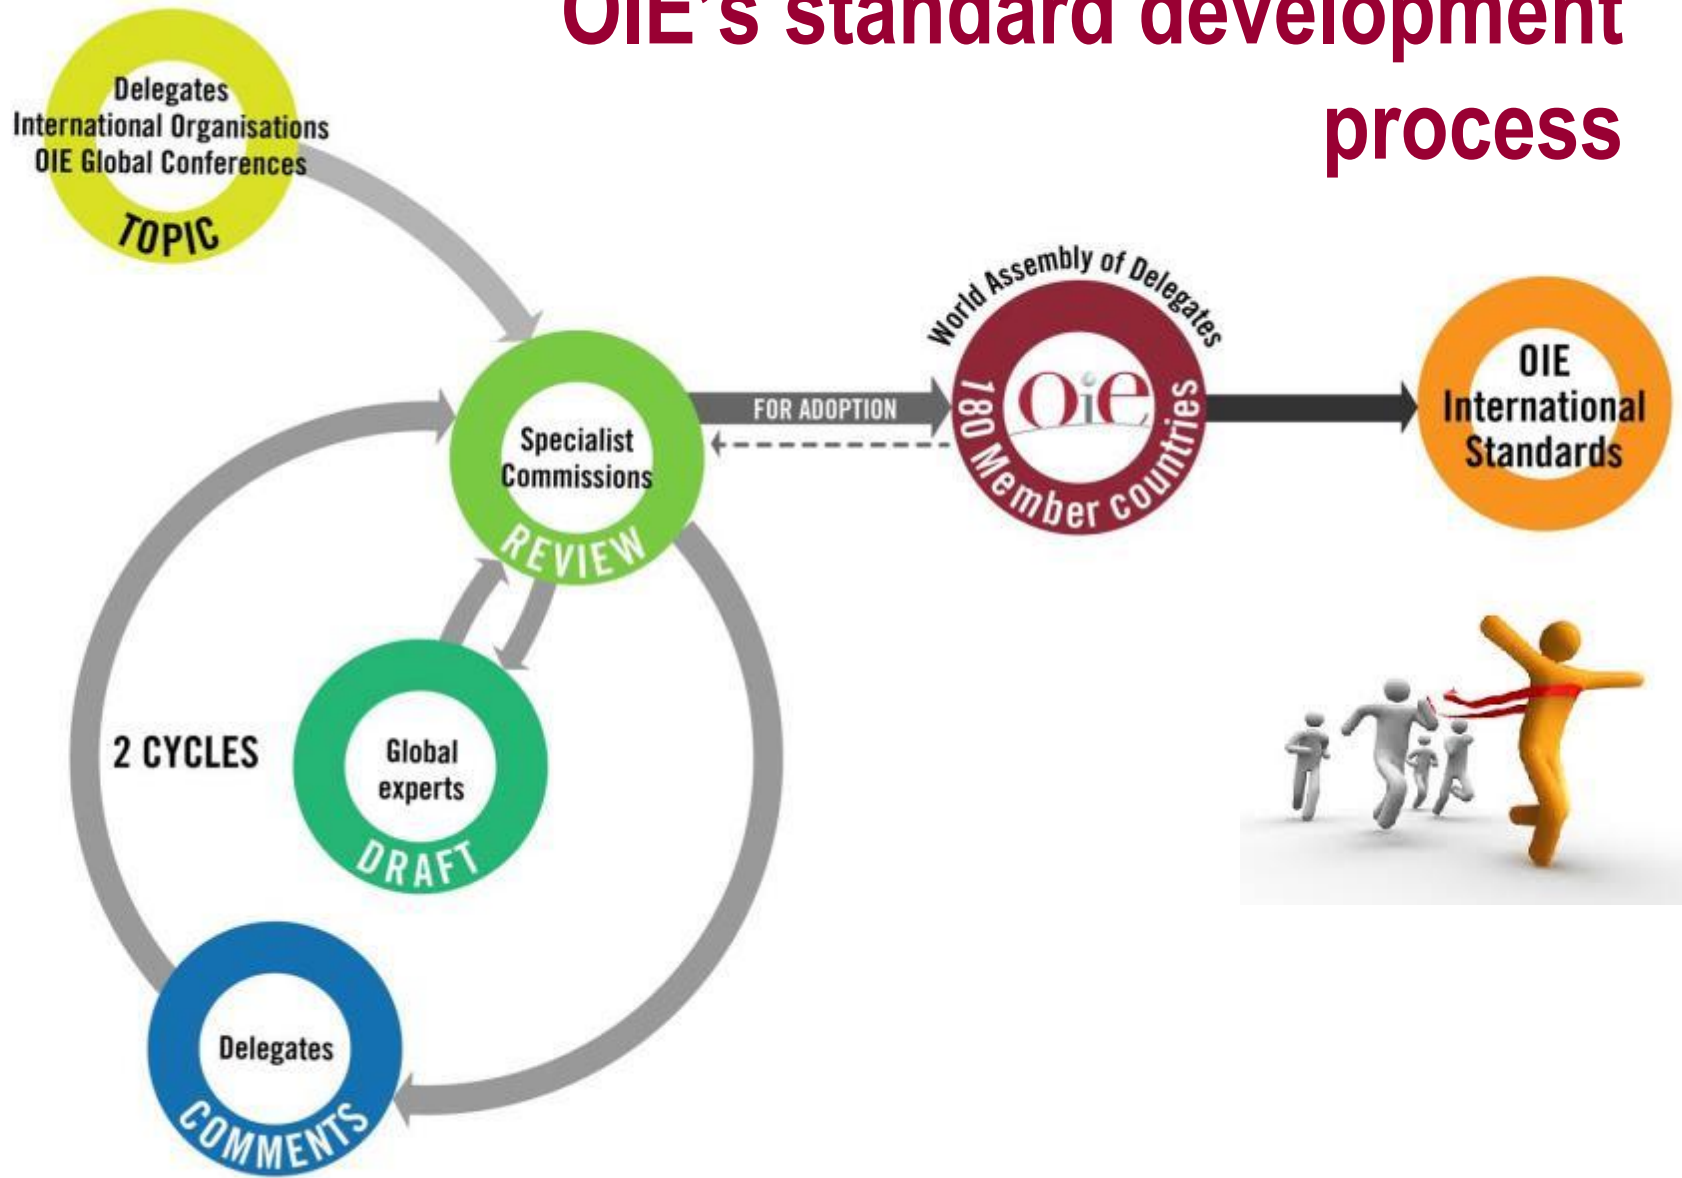 OIE's standard development
process
Delegates
International Organisations
OIE Global Conferences
TOPIC
World Assembly of Delegates
180 Member countries
OiE
OIE
International
Standards
FOR ADOPTION
Specialist
Commissions
REVIEW
2 CYCLES
Global
experts
DRAFT
Delegates
COMMENTS